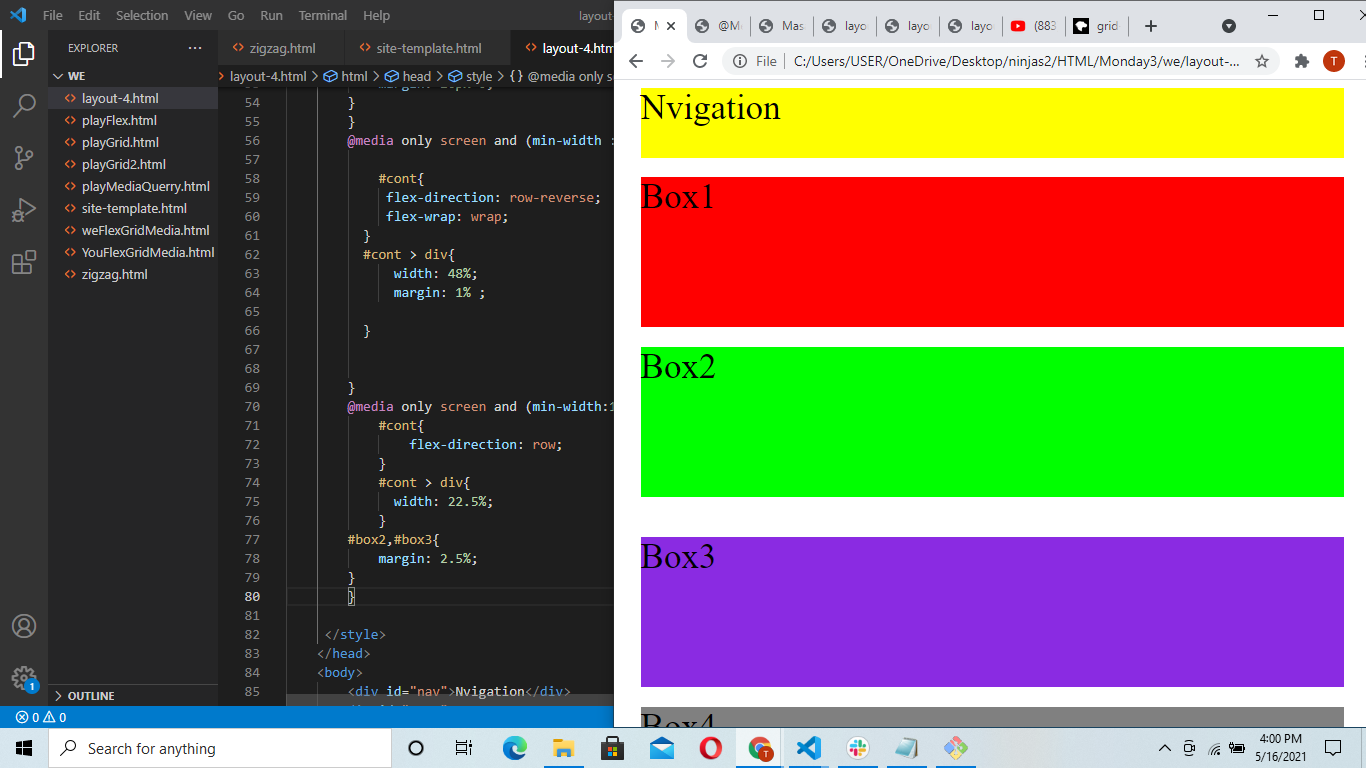 File Edit Selection View Go Run Terminal Help layout-
EXPLORER ···
WE
layout-4.html
playFlex.html
playGrid.html
playGrid2.html
playMediaQuerry.html
site-template.html
weFlexGridMedia.html
YouFlexGridMedia.html
zigzag.html
OUTLINE
zigzag.html site-template.html layout-4.htm
layout-4.html > html > head > style > {} @media only s
54 }
55 }
56 @media only screen and (min-width :
57
58 #cont{
59 flex-direction: row-reverse;
60 flex-wrap: wrap;
61 }
62 #cont > div{
63 width: 48%;
64 margin: 1% ;
65
66 }
67
68
69 }
70 @media only screen and (min-width:1
71 #cont{
72 flex-direction: row;
73 }
74 #cont > div{
75 width: 22.5%;
76 }
77 #box2,#box3{
78 margin: 2.5%;
79 }
80 }
81
82 </style>
83 </head>
84 <body>
85 <div id="nav">Nvigation</div>
1
0 0
M @M Mas layo layo layo (883 grid
File | C:/Users/USER/OneDrive/Desktop/ninjas2/HTML/Monday3/we/layout-... T
Nvigation
Box1
Box2
Box3
Box4
Search for anything
T
4:00 PM
5/16/2021